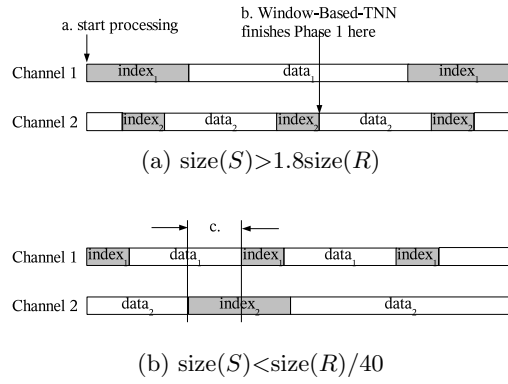 a. start processing
b. Window-Based-TNN
finishes Phase 1 here
Channel 1 index₁ data₁ index₁
Channel 2 index₂ data₂ index₂ data₂ index₂
(a) size(S)>1.8size(R)
c.
Channel 1 index₁ data₁ index₁ data₁ index₁
Channel 2 data₂ index₂ data₂
(b) size(S)<size(R)/40